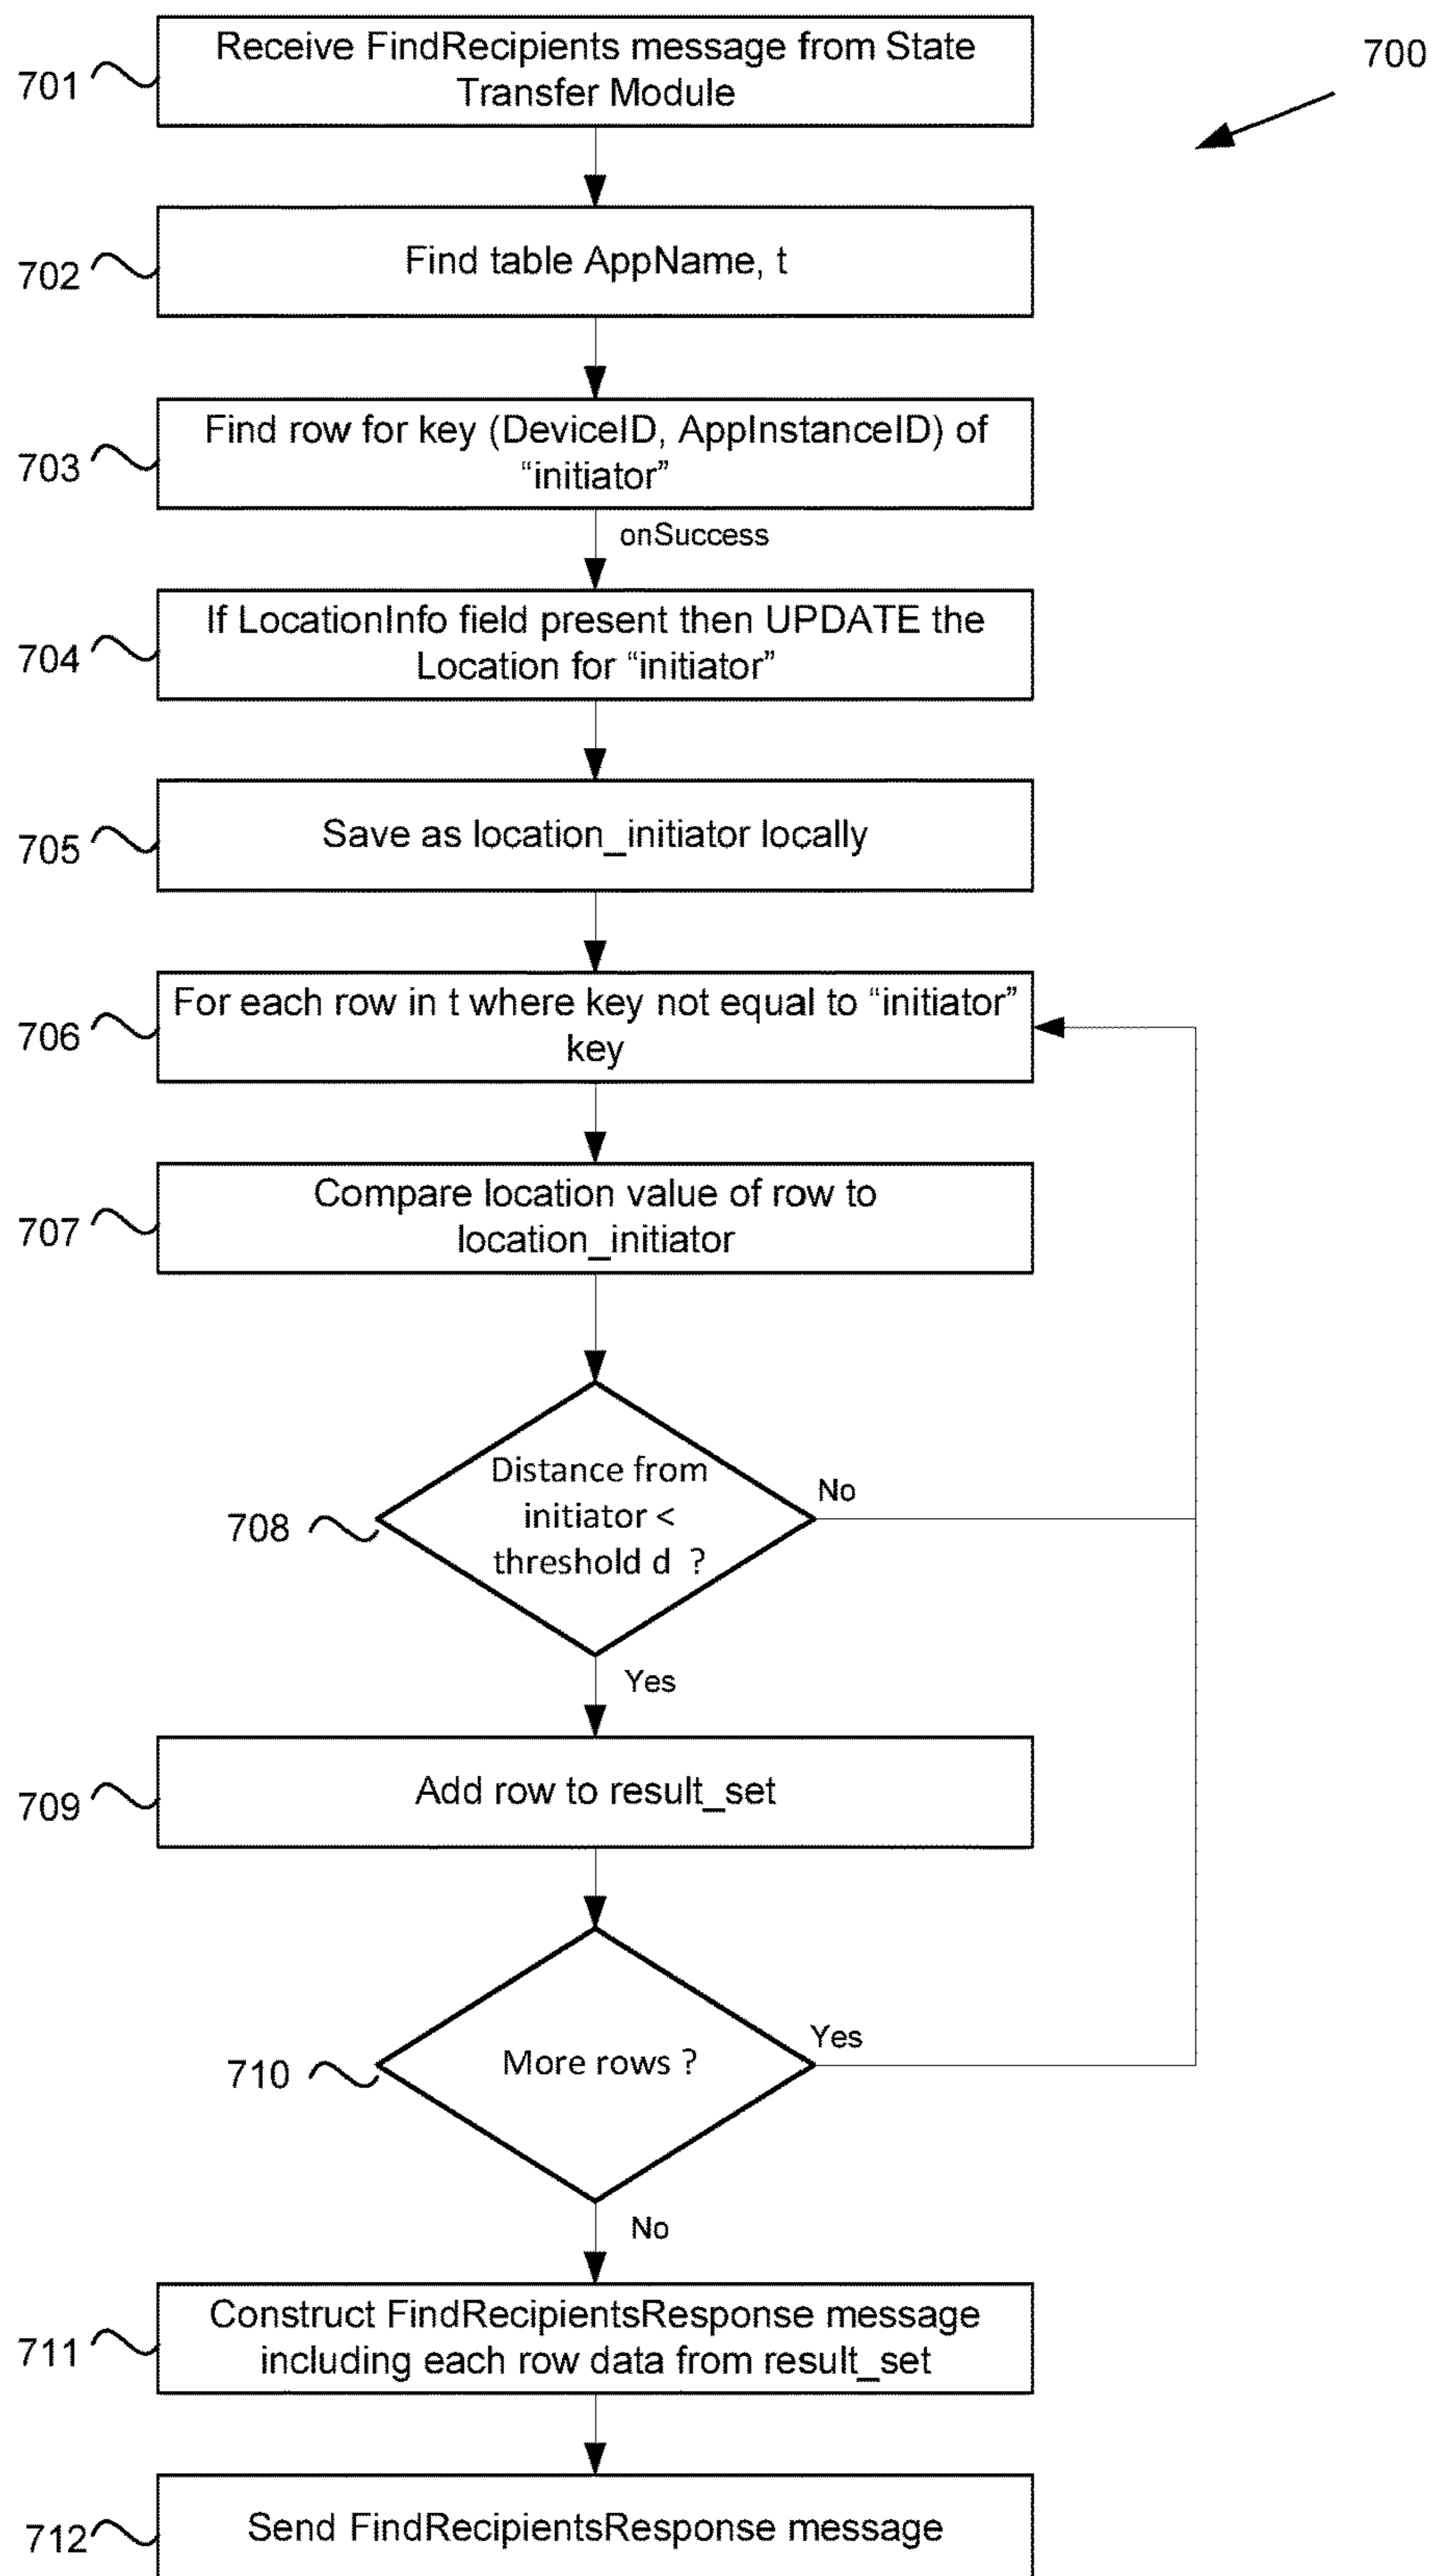 Receive FindRecipients message from State
Transfer Module
701
700
Find table AppName, t
702
Find row for key (DeviceID, AppInstanceID) of
“initiator”
703
onSuccess
If LocationInfo field present then UPDATE the
Location for “initiator”
704
Save as location_initiator locally
705
For each row in t where key not equal to “initiator”
key
706
Compare location value of row to
location_initiator
707
Distance from
initiator <
threshold d ?
No
708
Yes
Add row to result_set
709
More rows ?
Yes
710
No
Construct FindRecipientsResponse message
including each row data from result_set
711
Send FindRecipientsResponse message
712